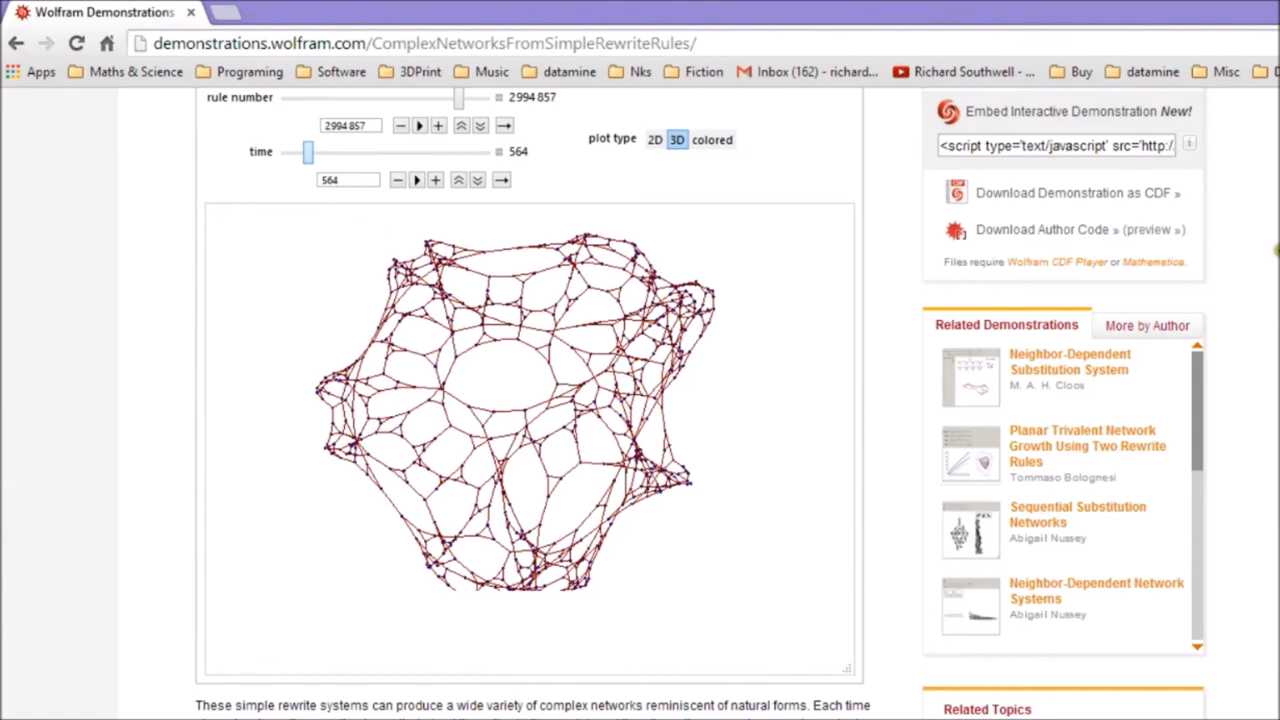 Wolfram Demonstrations
demonstrations.wolfram.com/ComplexNetworksFromSimpleRewriteRules/
Apps Maths & Science Programing Software 3DPrint Music datamine Nks Fiction Inbox (162) - richard... Richard Southwell - ... Buy datamine Misc
rule number 2994857
2994857
time 564
564
plot type 2D 3D colored
Embed Interactive Demonstration New!
<script type='text/javascript' src='http:/.
Download Demonstration as CDF »
Download Author Code » (preview »)
Files require Wolfram CDF Player or Mathematica.
Related Demonstrations More by Author
Neighbor-Dependent
Substitution System
M. A. H. Cloos
Planar Trivalent Network
Growth Using Two Rewrite
Rules
Tommaso Bolognesi
Sequential Substitution
Networks
Abigail Nussey
Neighbor-Dependent Network
Systems
Abigail Nussey
Related Topics
These simple rewrite systems can produce a wide variety of complex networks reminiscent of natural forms. Each time